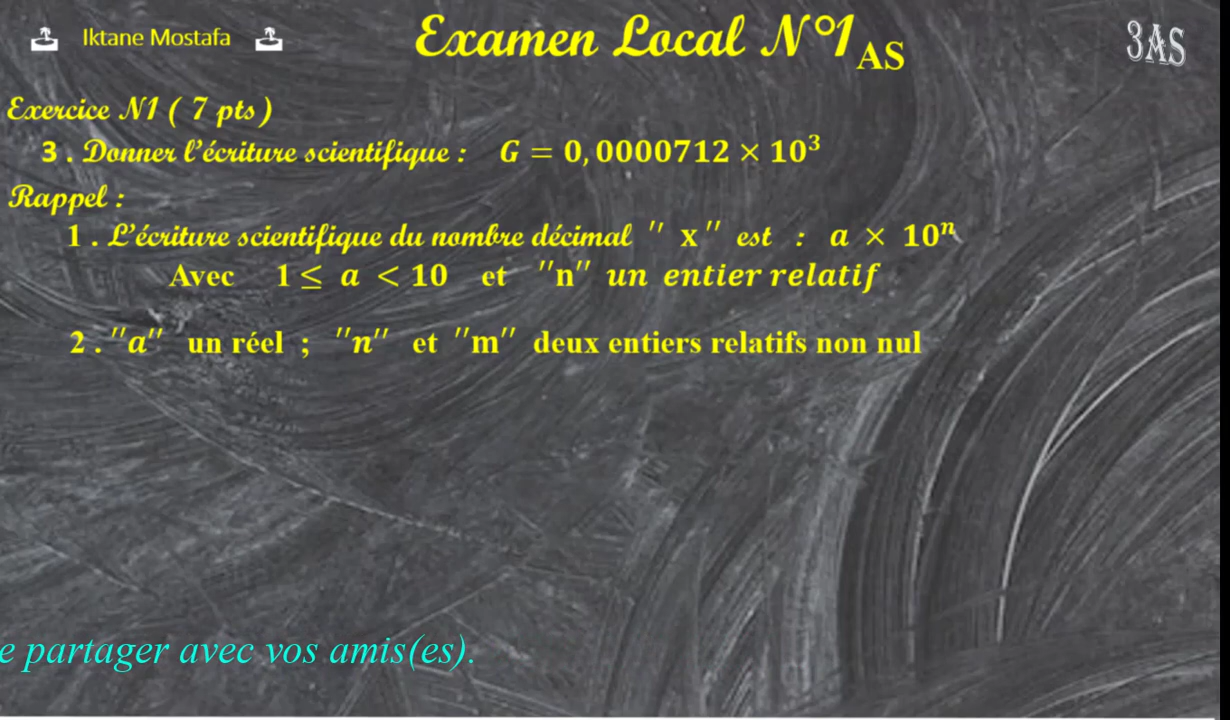 Iktane Mostafa
Examen Local N°1 AS
3AS
Exercice N1 ( 7 pts )
3 . Donner l'écriture scientifique : G = 0,0000712 × 10³
Rappel :
1 . L'écriture scientifique du nombre décimal '' x '' est : a × 10ⁿ
Avec 1 ≤ a < 10 et ''n'' un entier relatif
2 . ''a'' un réel ; ''n'' et ''m'' deux entiers relatifs non nul
e partager avec vos amis(es).